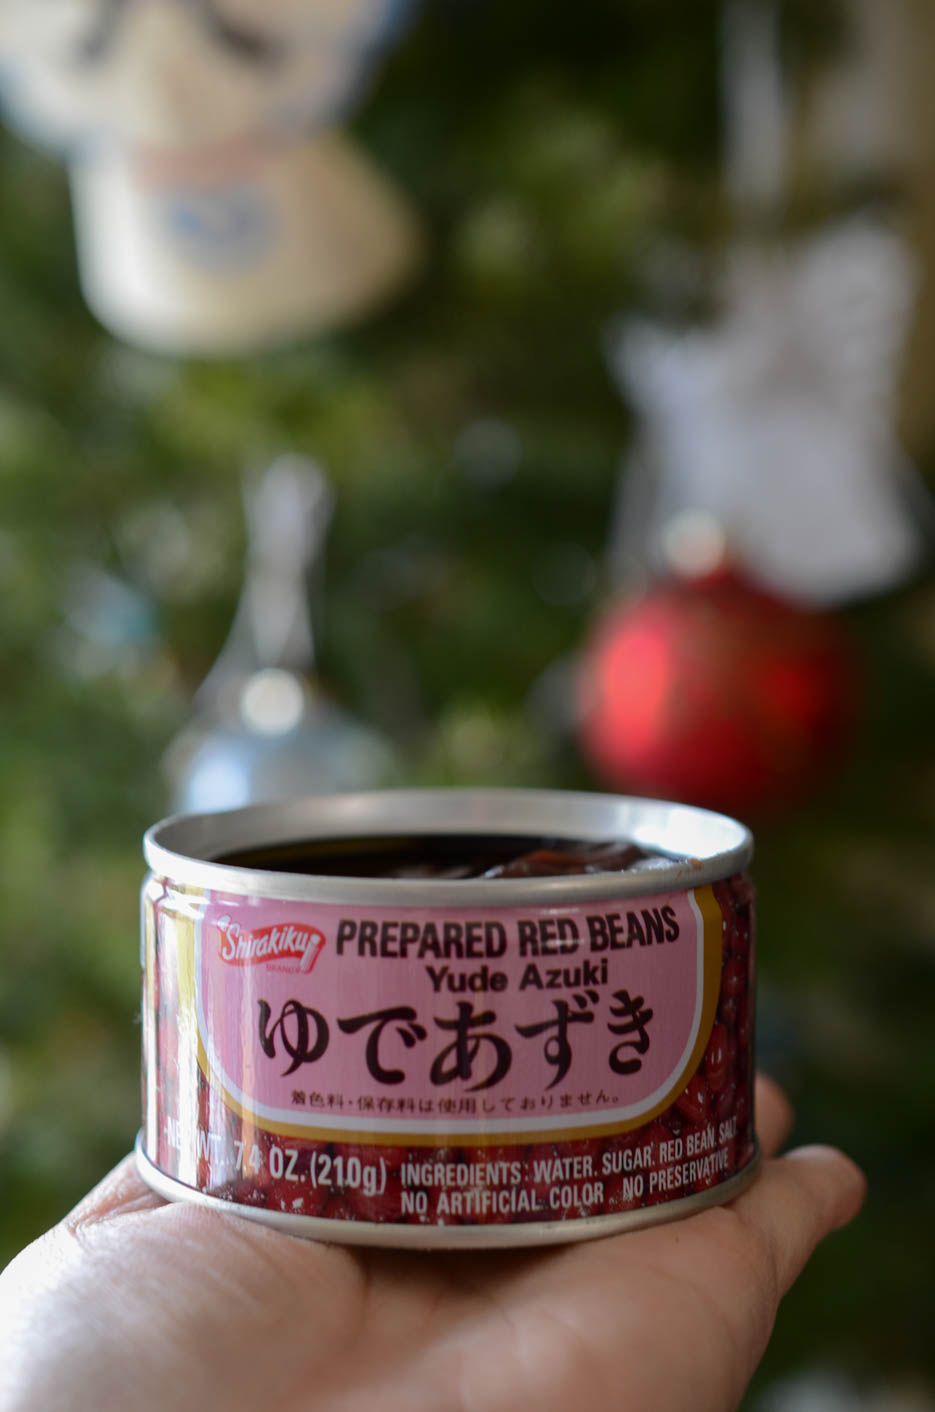 Shirakiku
BRAND
PREPARED RED BEANS
Yude Azuki
ゆであずき
着色料・保存料は使用しておりません。
NET WT. 7.4 OZ. (210g)
INGREDIENTS: WATER. SUGAR. RED BEAN. SALT
NO ARTIFICIAL COLOR NO PRESERVATIVE